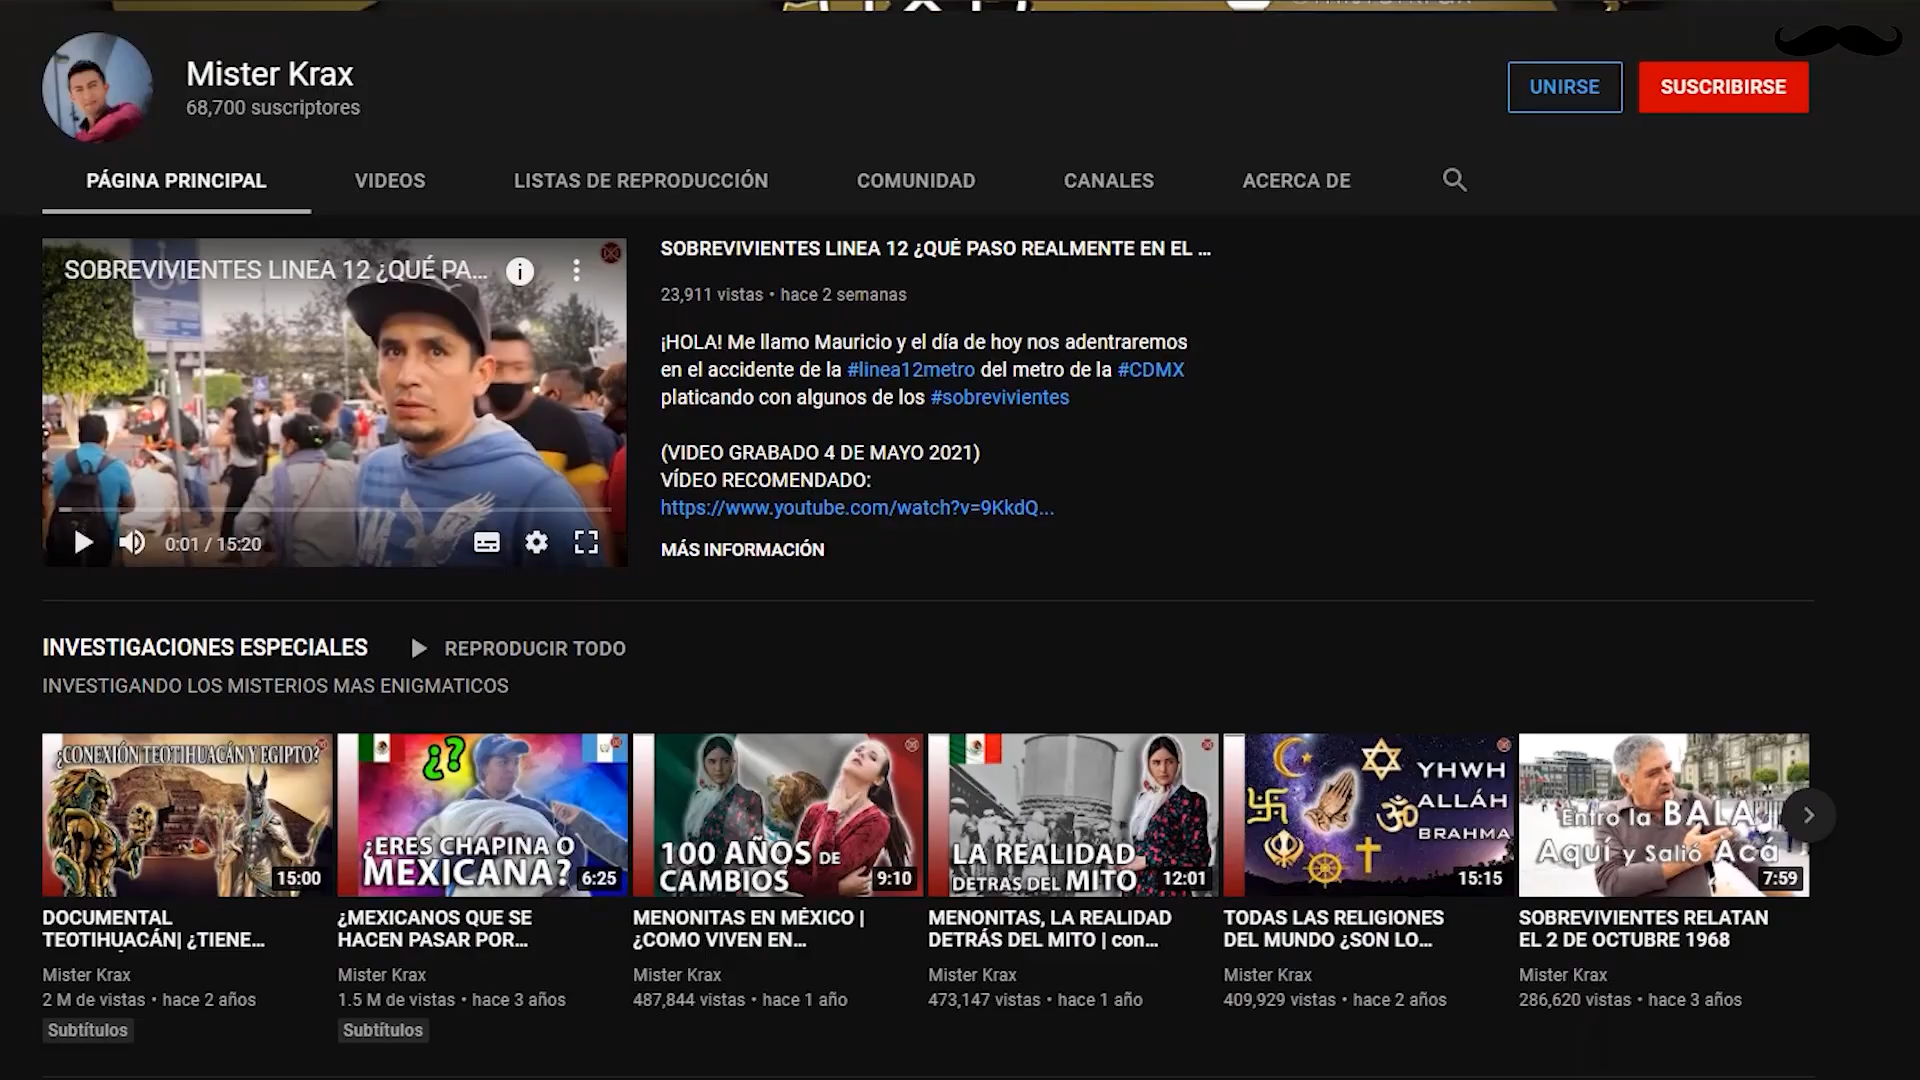 Mister Krax
68,700 suscriptores
UNIRSE
SUSCRIBIRSE
PÁGINA PRINCIPAL
VIDEOS
LISTAS DE REPRODUCCIÓN
COMUNIDAD
CANALES
ACERCA DE
SOBREVIVIENTES LINEA 12 ¿QUÉ PA...
0:01 / 15:20
SOBREVIVIENTES LINEA 12 ¿QUÉ PASO REALMENTE EN EL ...
23,911 vistas • hace 2 semanas
¡HOLA! Me llamo Mauricio y el día de hoy nos adentraremos
en el accidente de la #linea12metro del metro de la #CDMX
platicando con algunos de los #sobrevivientes
(VIDEO GRABADO 4 DE MAYO 2021)
VÍDEO RECOMENDADO:
https://www.youtube.com/watch?v=9KkdQ...
MÁS INFORMACIÓN
INVESTIGACIONES ESPECIALES
REPRODUCIR TODO
INVESTIGANDO LOS MISTERIOS MAS ENIGMATICOS
¿CONEXIÓN TEOTIHUACÁN Y EGIPTO?
15:00
DOCUMENTAL
TEOTIHUACÁN| ¿TIENE...
Mister Krax
2 M de vistas • hace 2 años
Subtítulos
¿?
¿ERES CHAPINA O
MEXICANA?
6:25
¿MEXICANOS QUE SE
HACEN PASAR POR...
Mister Krax
1.5 M de vistas • hace 3 años
Subtítulos
100 AÑOS DE
CAMBIOS
9:10
MENONITAS EN MÉXICO |
¿COMO VIVEN EN...
Mister Krax
487,844 vistas • hace 1 año
LA REALIDAD
DETRAS DEL MITO
12:01
MENONITAS, LA REALIDAD
DETRÁS DEL MITO | con...
Mister Krax
473,147 vistas • hace 1 año
YHWH
ALLÁH
BRAHMA
ॐ
15:15
TODAS LAS RELIGIONES
DEL MUNDO ¿SON LO...
Mister Krax
409,929 vistas • hace 2 años
Entro la BALA
Aquí y Salió Acá
7:59
SOBREVIVIENTES RELATAN
EL 2 DE OCTUBRE 1968
Mister Krax
286,620 vistas • hace 3 años